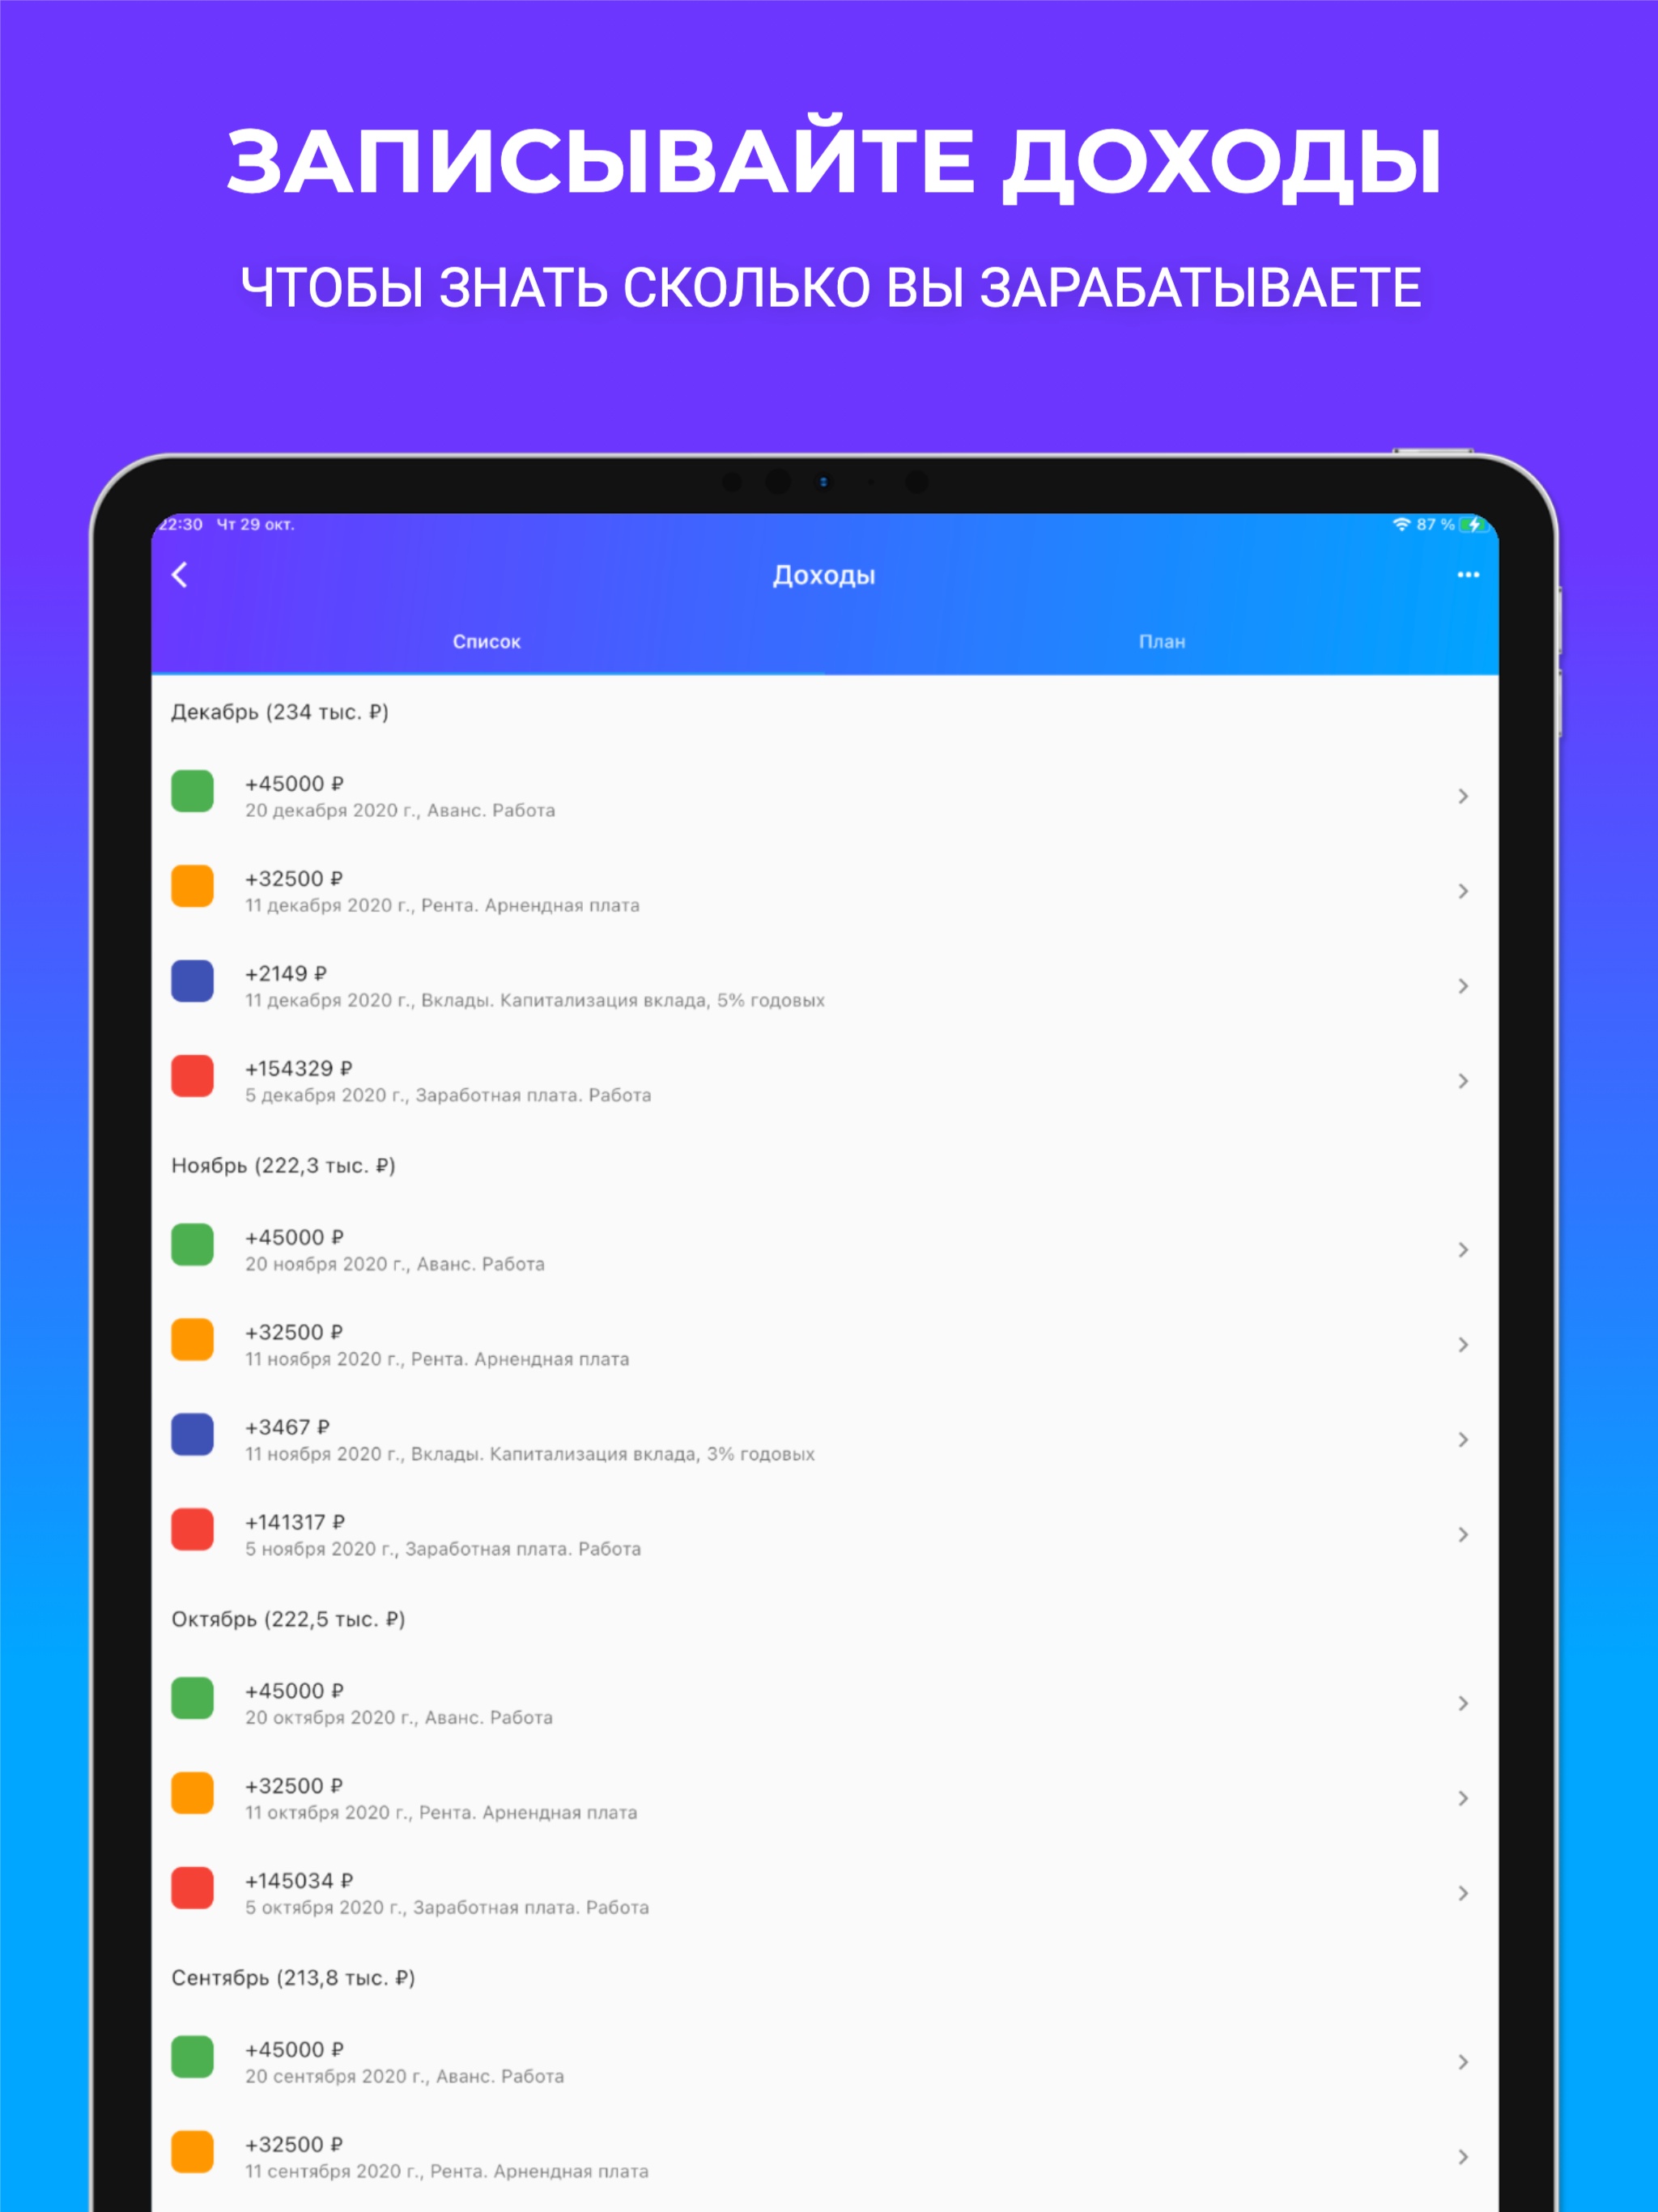 ЗАПИСЫВАЙТЕ ДОХОДЫ
ЧТОБЫ ЗНАТЬ СКОЛЬКО ВЫ ЗАРАБАТЫВАЕТЕ
22:30 Чт 29 окт. 87 %
Доходы
Список План
Декабрь (234 тыс. ₽)
+45000 ₽
20 декабря 2020 г., Аванс. Работа
+32500 ₽
11 декабря 2020 г., Рента. Арнендная плата
+2149 ₽
11 декабря 2020 г., Вклады. Капитализация вклада, 5% годовых
+154329 ₽
5 декабря 2020 г., Заработная плата. Работа
Ноябрь (222,3 тыс. ₽)
+45000 ₽
20 ноября 2020 г., Аванс. Работа
+32500 ₽
11 ноября 2020 г., Рента. Арнендная плата
+3467 ₽
11 ноября 2020 г., Вклады. Капитализация вклада, 3% годовых
+141317 ₽
5 ноября 2020 г., Заработная плата. Работа
Октябрь (222,5 тыс. ₽)
+45000 ₽
20 октября 2020 г., Аванс. Работа
+32500 ₽
11 октября 2020 г., Рента. Арнендная плата
+145034 ₽
5 октября 2020 г., Заработная плата. Работа
Сентябрь (213,8 тыс. ₽)
+45000 ₽
20 сентября 2020 г., Аванс. Работа
+32500 ₽
11 сентября 2020 г., Рента. Арнендная плата